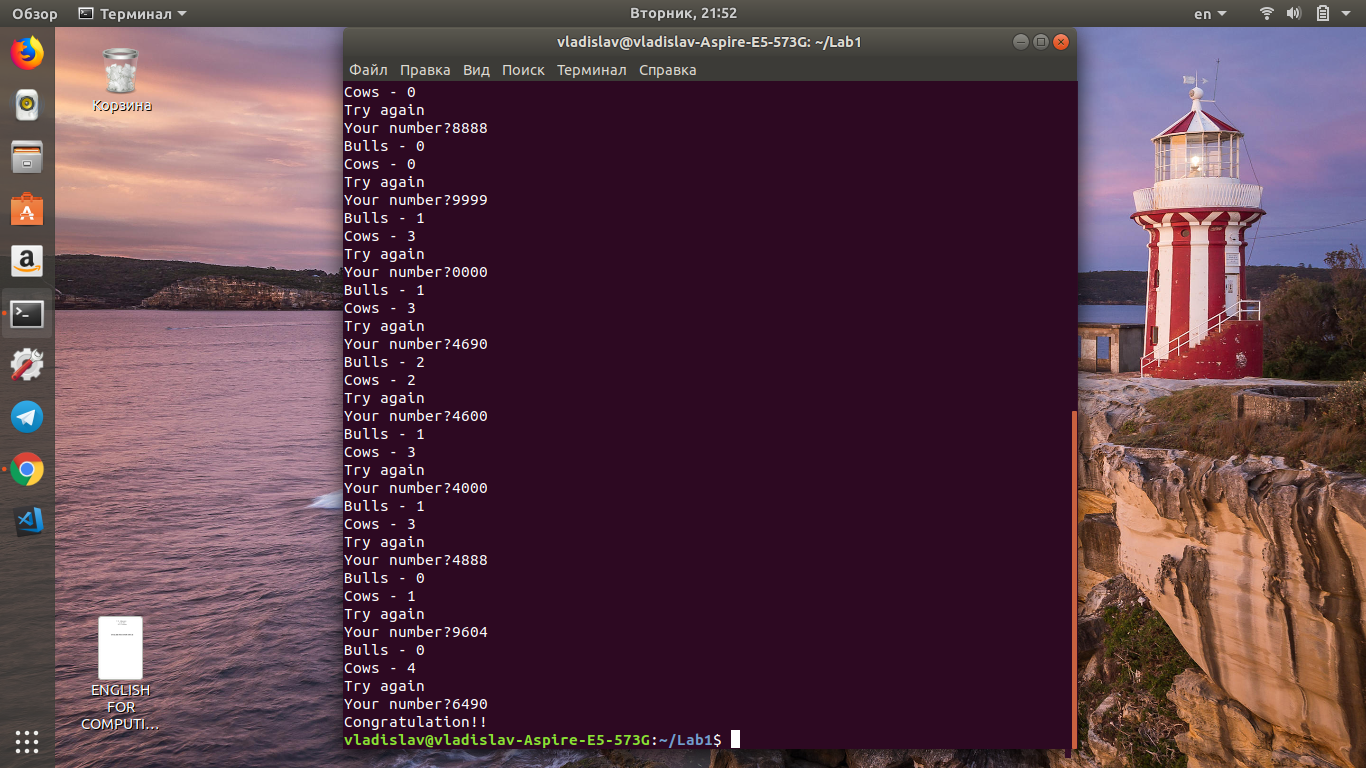 Обзор
Терминал
Вторник, 21:52
en
vladislav@vladislav-Aspire-E5-573G: ~/Lab1
Файл Правка Вид Поиск Терминал Справка
Корзина
Cows - 0
Try again
Your number?8888
Bulls - 0
Cows - 0
Try again
Your number?9999
Bulls - 1
Cows - 3
Try again
Your number?0000
Bulls - 1
Cows - 3
Try again
Your number?4690
Bulls - 2
Cows - 2
Try again
Your number?4600
Bulls - 1
Cows - 3
Try again
Your number?4000
Bulls - 1
Cows - 3
Try again
Your number?4888
Bulls - 0
Cows - 1
Try again
Your number?9604
Bulls - 0
Cows - 4
Try again
Your number?6490
Congratulation!!
vladislav@vladislav-Aspire-E5-573G:~/Lab1$
ENGLISH
FOR
COMPUTI...